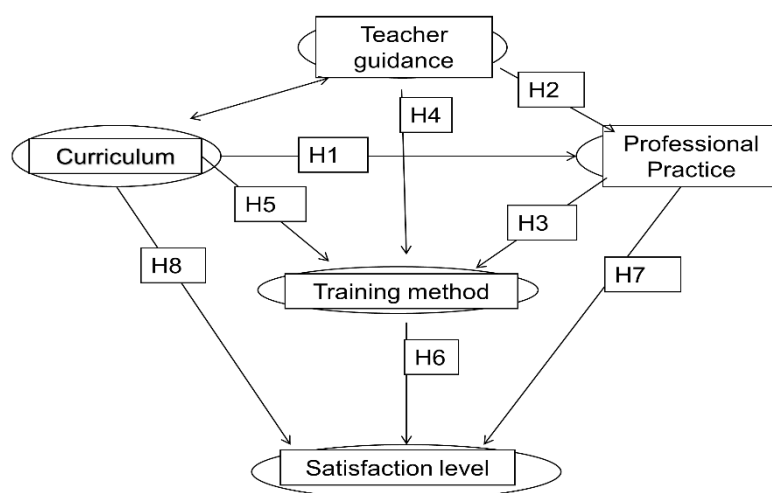 Teacher
guidance
H2
H4
Curriculum
H1
Professional
Practice
H5
H3
H8
H7
Training method
H6
Satisfaction level